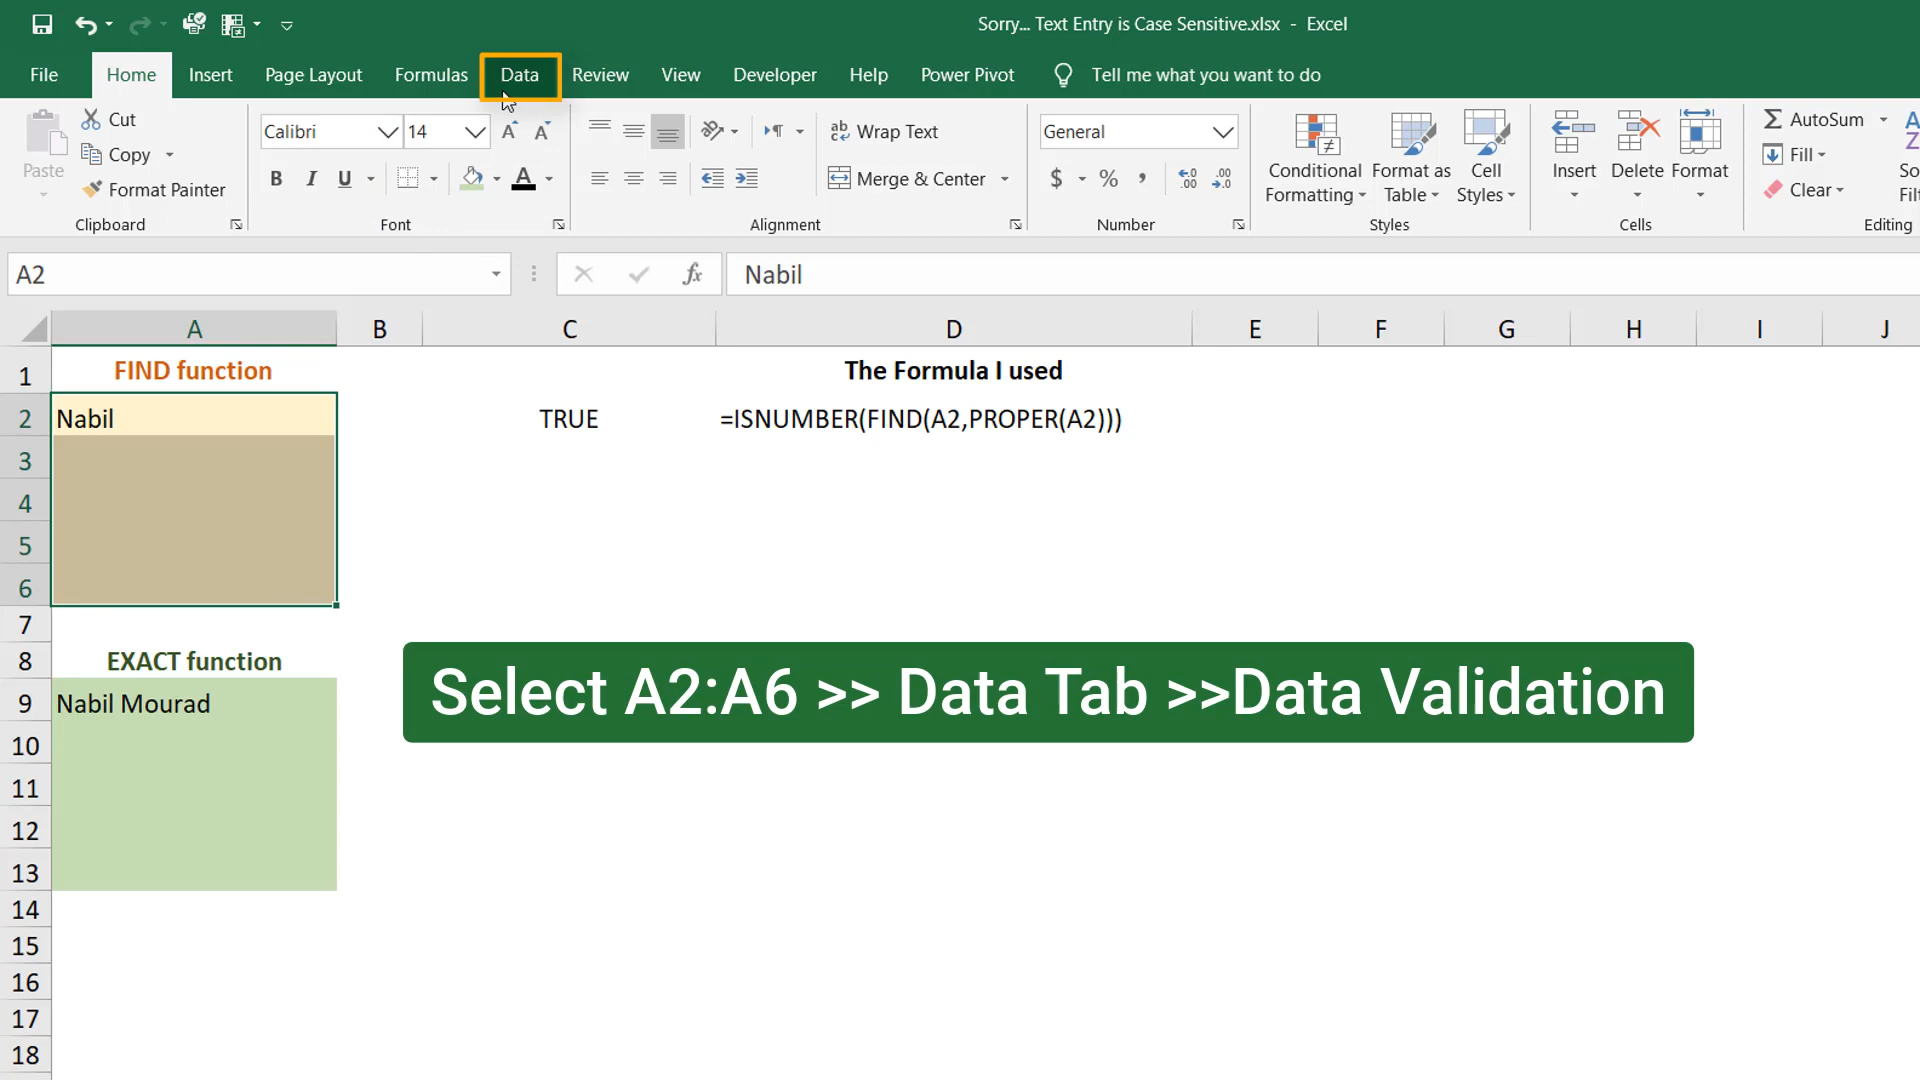 Sorry... Text Entry is Case Sensitive.xlsx - Excel
File Home Insert Page Layout Formulas Data Review View Developer Help Power Pivot Tell me what you want to do
Cut
Copy
Format Painter
Paste
Clipboard
Calibri 14
B I U
Font
ab Wrap Text
Merge & Center
Alignment
General
$ % ,
Number
Conditional Formatting
Format as Table
Cell Styles
Styles
Insert Delete Format
Cells
AutoSum
Fill
Clear
Editing
A2 fx Nabil
A B C D E F G H I J
1 FIND function The Formula I used
2 Nabil TRUE =ISNUMBER(FIND(A2,PROPER(A2)))
3
4
5
6
7
8 EXACT function
Select A2:A6 >> Data Tab >>Data Validation
9 Nabil Mourad
10
11
12
13
14
15
16
17
18